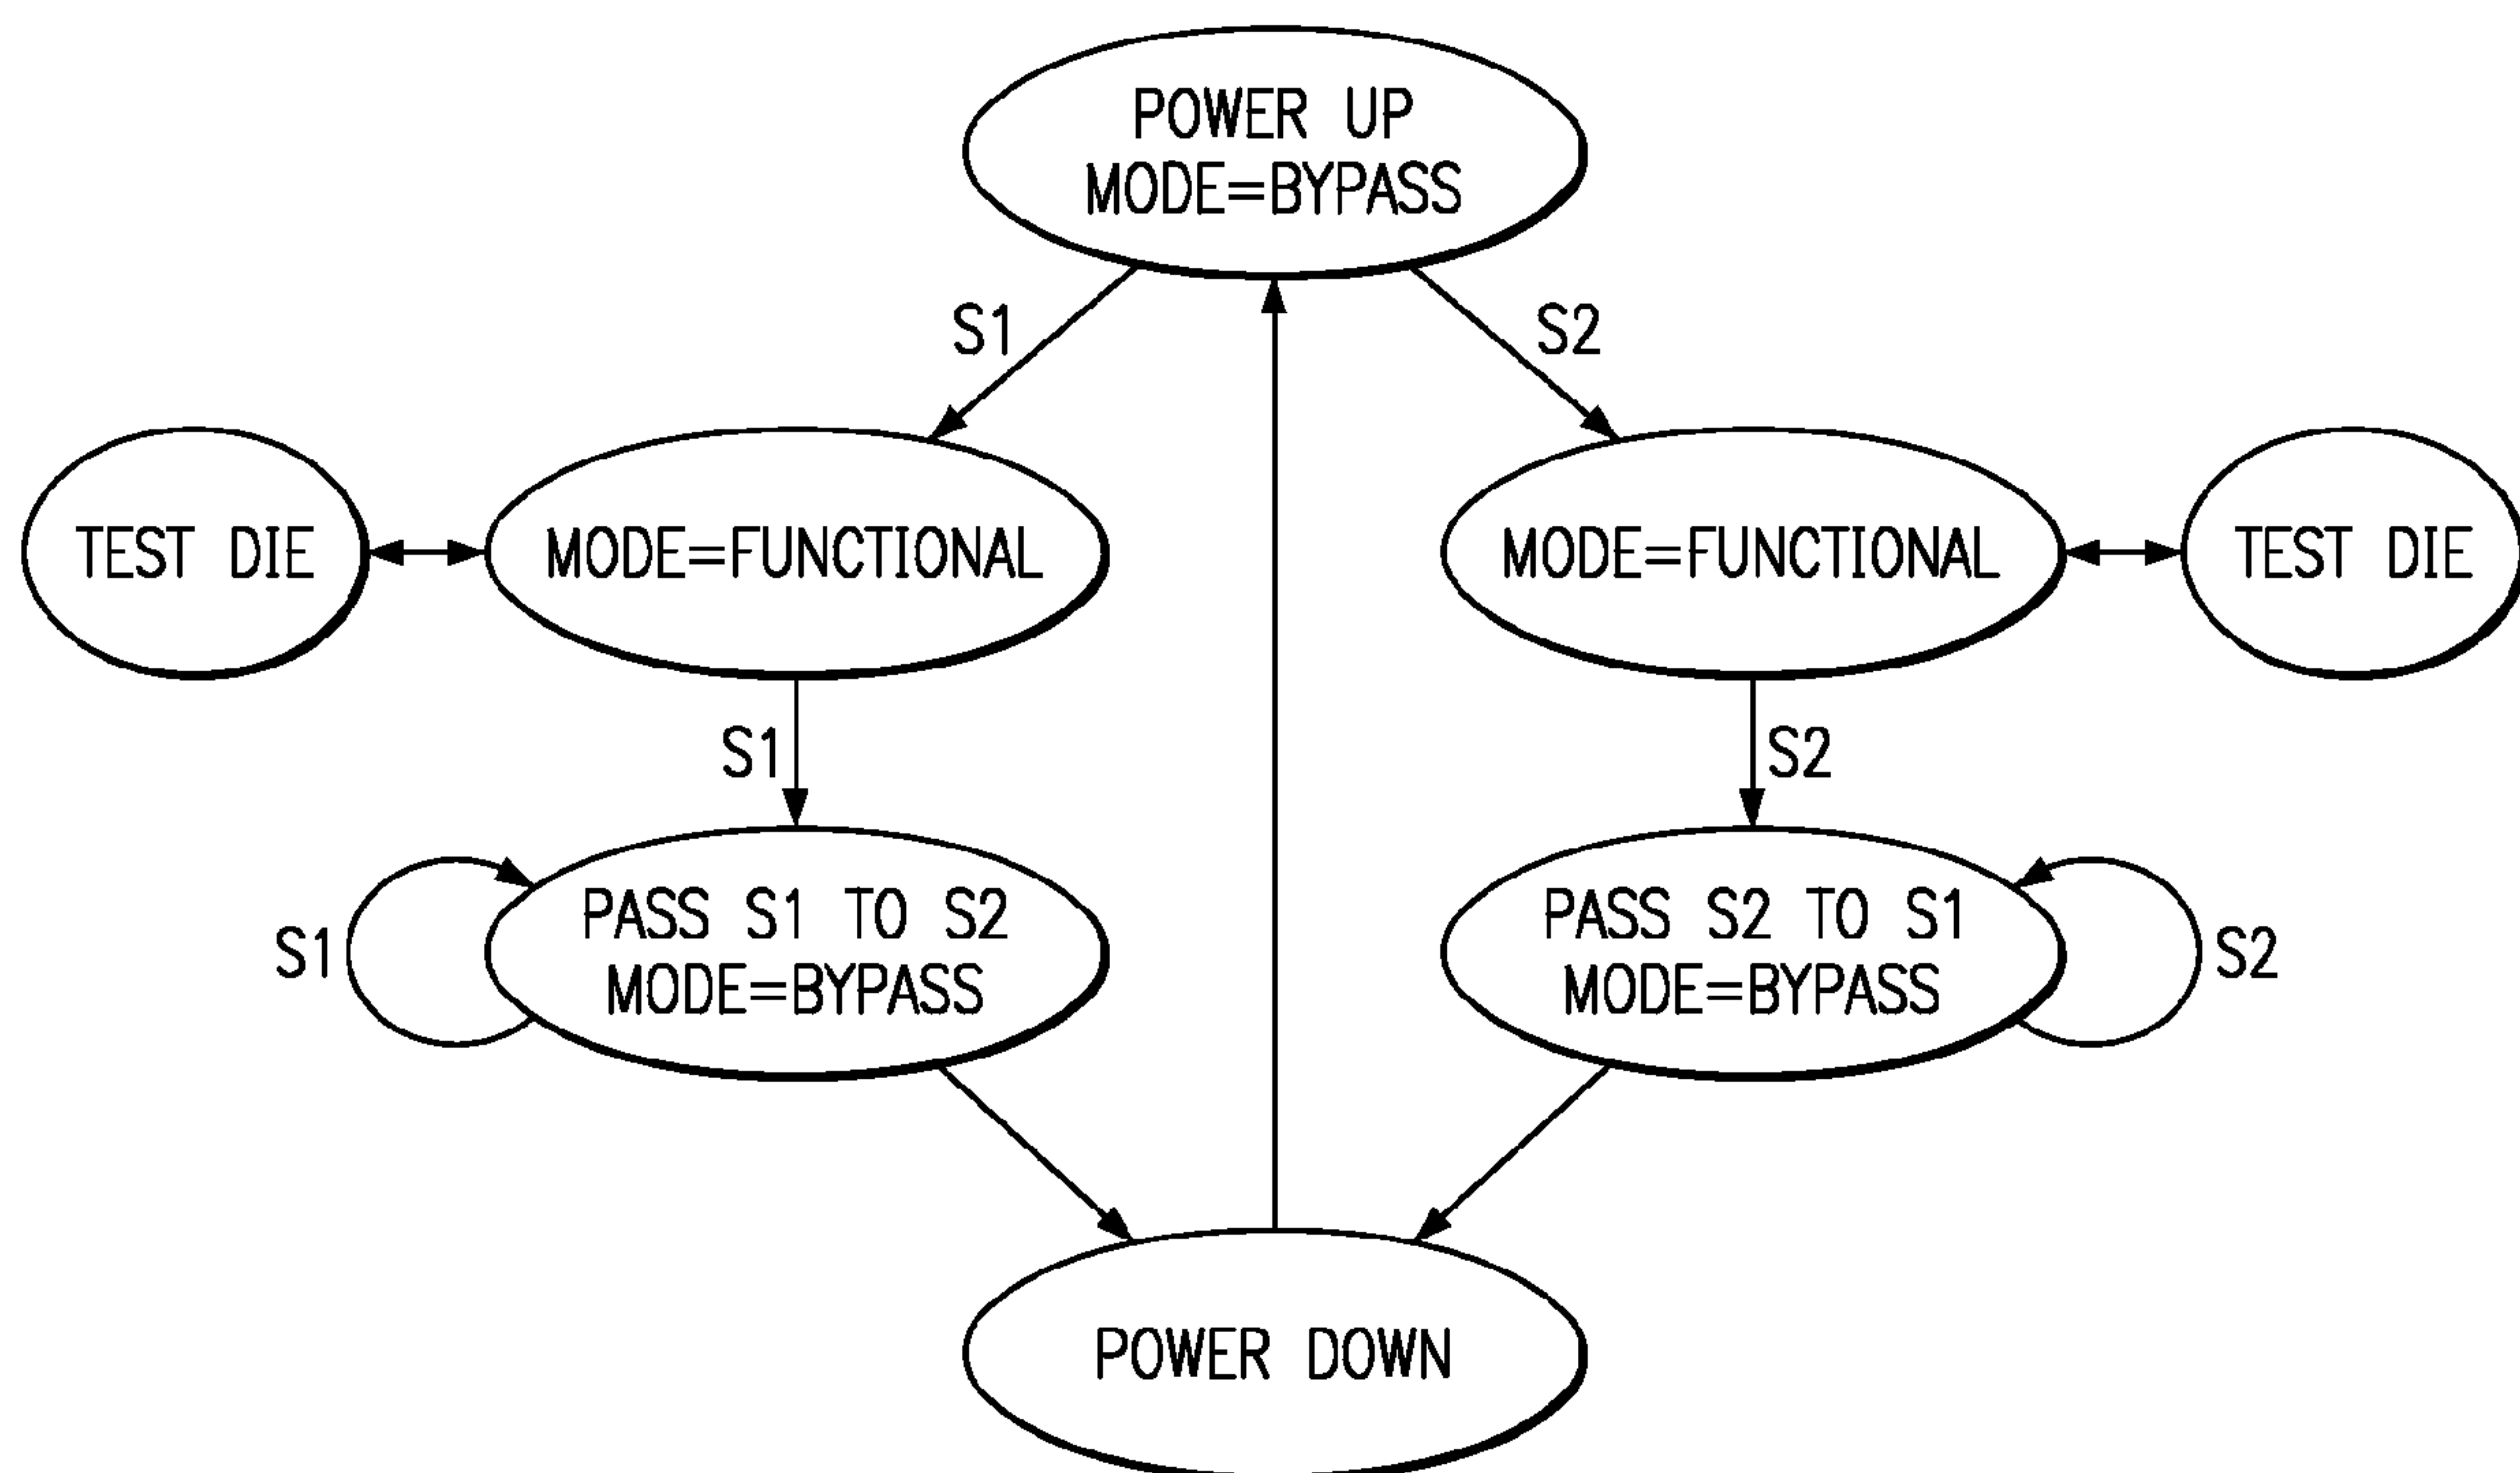 POWER UP
MODE=BYPASS
S1
S2
TEST DIE
MODE=FUNCTIONAL
MODE=FUNCTIONAL
TEST DIE
S1
S2
S1
PASS S1 TO S2
MODE=BYPASS
PASS S2 TO S1
MODE=BYPASS
S2
POWER DOWN